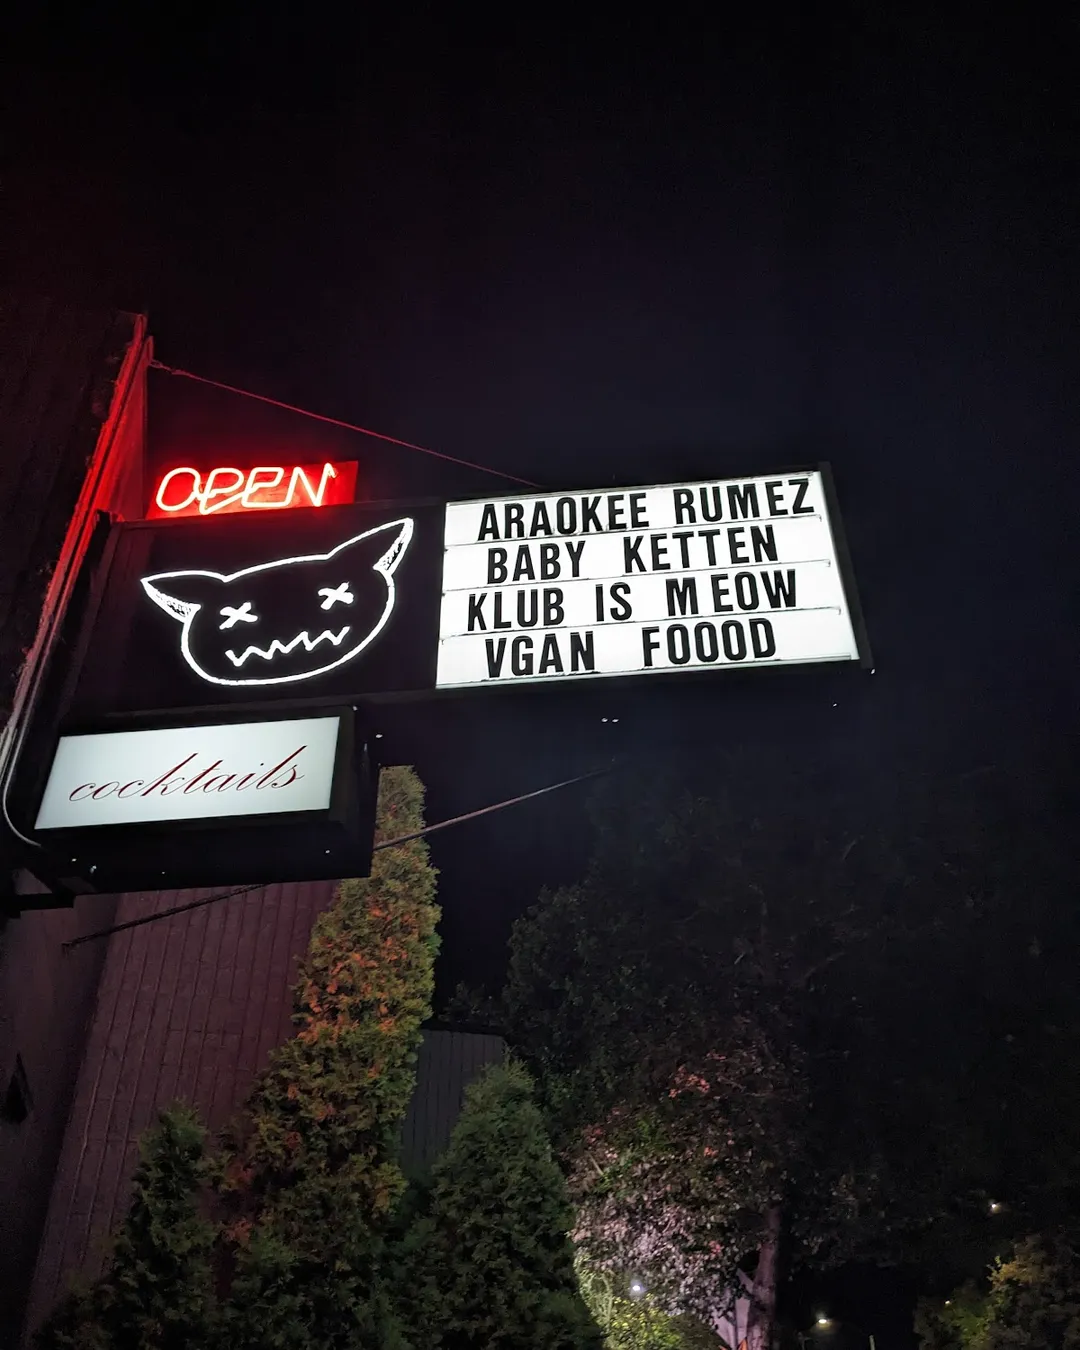 OPEN
ARAOKEE RUMEZ
BABY KETTEN
KLUB IS MEOW
VGAN FOOOD
cocktails